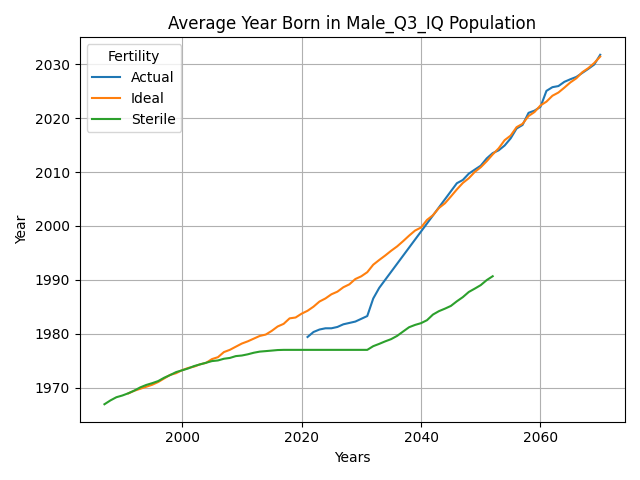 Average Year Born in Male_Q3_IQ Population
Fertility
Actual
Ideal
Sterile
2030
2020
2010
2000
1990
1980
1970
Year
2000
2020
2040
2060
Years